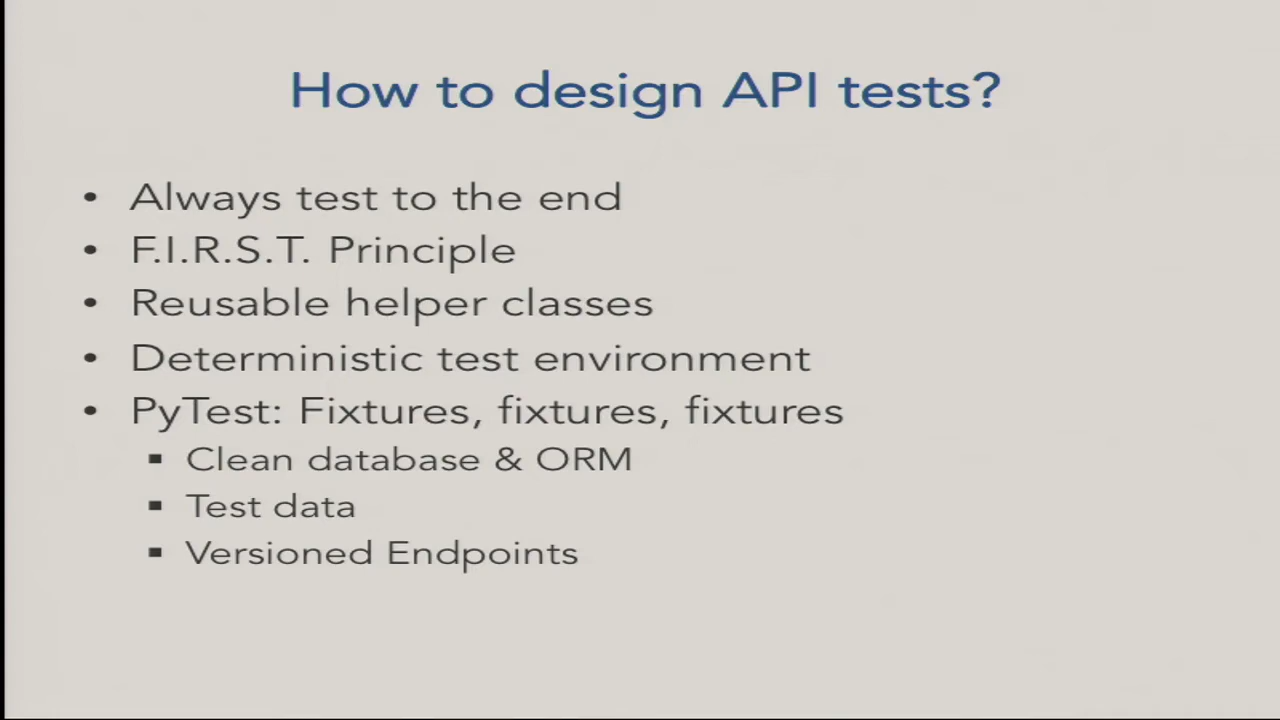 How to design API tests?
• Always test to the end
• F.I.R.S.T. Principle
• Reusable helper classes
• Deterministic test environment
• PyTest: Fixtures, fixtures, fixtures
▪ Clean database & ORM
▪ Test data
▪ Versioned Endpoints